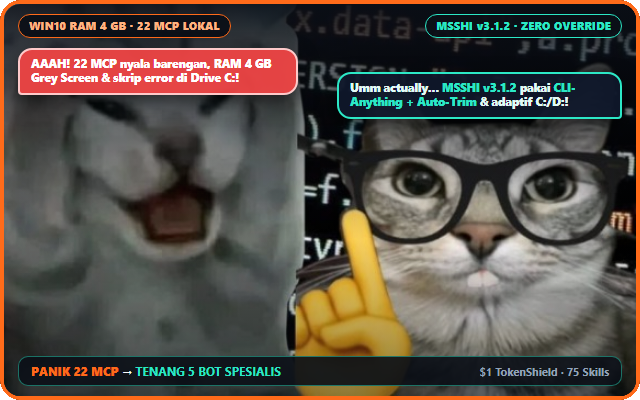 WIN10 RAM 4 GB · 22 MCP LOKAL
MSSHI v3.1.2 · ZERO OVERRIDE
AAAH! 22 MCP nyala barengan, RAM 4 GB
Grey Screen & skrip error di Drive C:!
Umm actually... MSSHI v3.1.2 pakai CLI-
Anything + Auto-Trim & adaptif C:/D:!
PANIK 22 MCP → TENANG 5 BOT SPESIALIS
$1 TokenShield · 75 Skills